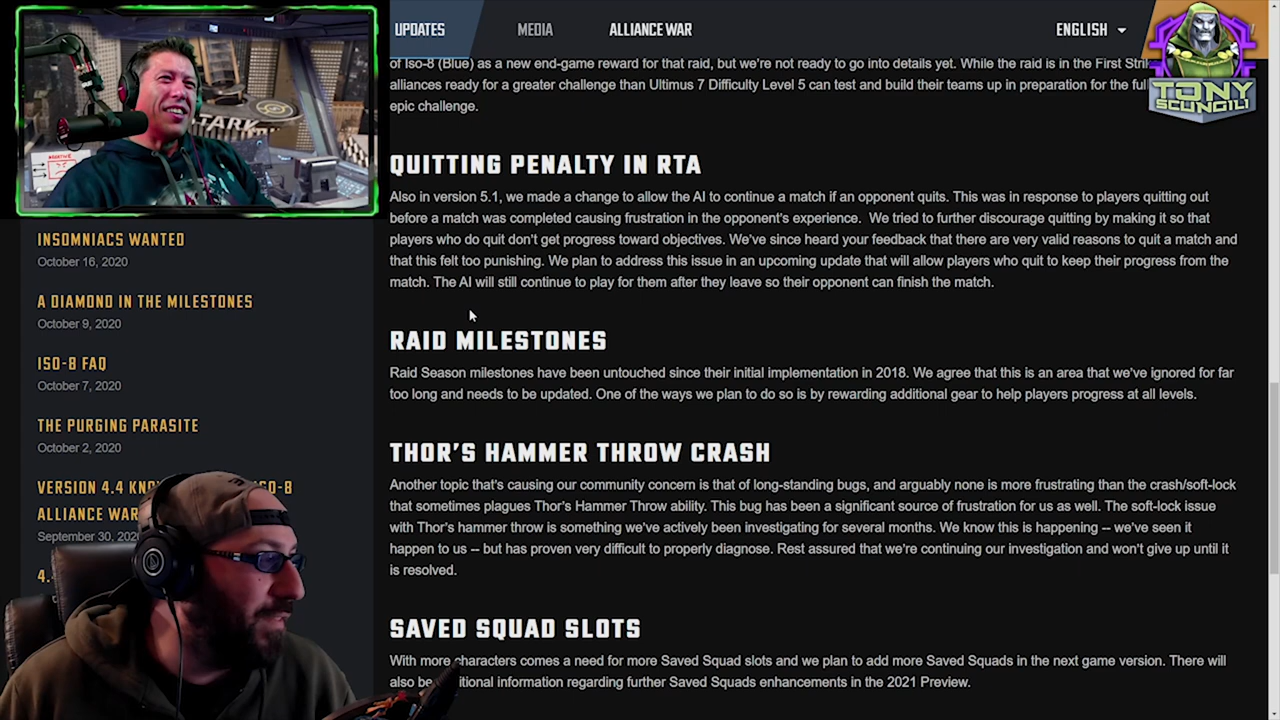 UPDATES
MEDIA
ALLIANCE WAR
ENGLISH
TONY
SCUNGILI
TARK
of Iso-8 (Blue) as a new end-game reward for that raid, but we're not ready to go into details yet. While the raid is in the First
alliances ready for a greater challenge than Ultimus 7 Difficulty Level 5 can test and build their teams up in preparation for the
epic challenge.
QUITTING PENALTY IN RTA
Also in version 5.1, we made a change to allow the AI to continue a match if an opponent quits. This was in response to players quitting out
before a match was completed causing frustration in the opponent's experience. We tried to further discourage quitting by making it so that
players who do quit don't get progress toward objectives. We've since heard your feedback that there are very valid reasons to quit a match and
that this felt too punishing. We plan to address this issue in an upcoming update that will allow players who quit to keep their progress from the
match. The AI will still continue to play for them after they leave so their opponent can finish the match.
RAID MILESTONES
Raid Season milestones have been untouched since their initial implementation in 2018. We agree that this is an area that we've ignored for far
too long and needs to be updated. One of the ways we plan to do so is by rewarding additional gear to help players progress at all levels.
THOR'S HAMMER THROW CRASH
Another topic that's causing our community concern is that of long-standing bugs, and arguably none is more frustrating than the crash/soft-lock
that sometimes plagues Thor's Hammer Throw ability. This bug has been a significant source of frustration for us as well. The soft-lock issue
with Thor's hammer throw is something we've actively been investigating for several months. We know this is happening -- we've seen it
happen to us -- but has proven very difficult to properly diagnose. Rest assured that we're continuing our investigation and won't give up until it
is resolved.
SAVED SQUAD SLOTS
With more characters comes a need for more Saved Squad slots and we plan to add more Saved Squads in the next game version. There will
also be information regarding further Saved Squads enhancements in the 2021 Preview.
INSOMNIACS WANTED
October 16, 2020
A DIAMOND IN THE MILESTONES
October 9, 2020
ISO-8 FAQ
October 7, 2020
THE PURGING PARASITE
October 2, 2020
VERSION 4.4
ALLIANCE WAR
September 30,